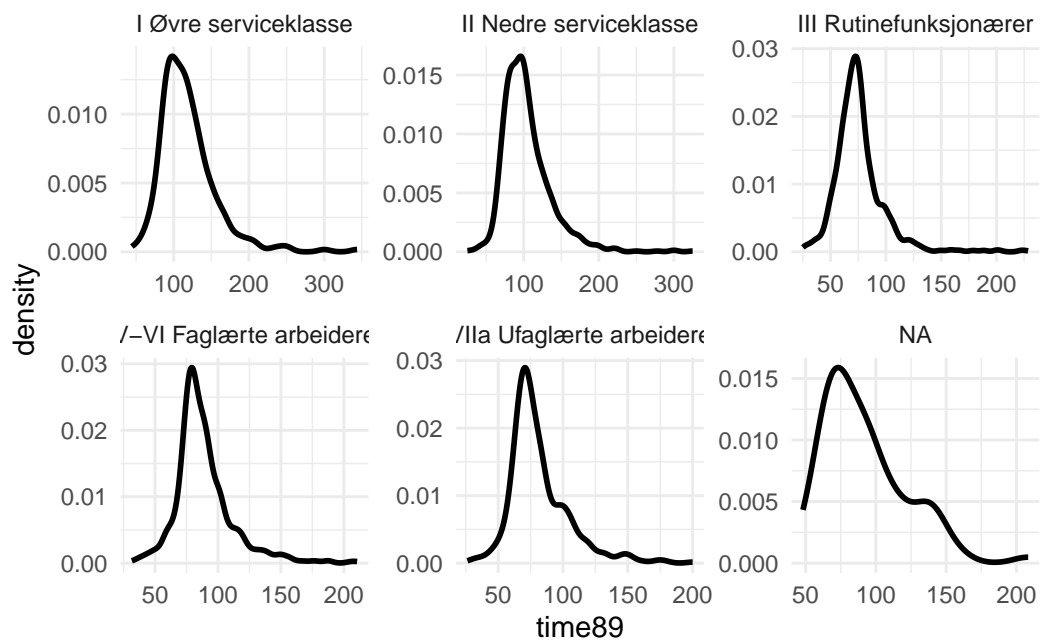 I Øvre serviceklasse
II Nedre serviceklasse
III Rutinefunksjonærer
0.010
0.005
0.000
100 200 300
0.015
0.010
0.005
0.000
100 200 300
0.03
0.02
0.01
0.00
50 100 150 200
density
/−VI Faglærte arbeidere
/IIa Ufaglærte arbeidere
NA
0.03
0.02
0.01
0.00
50 100 150 200
0.03
0.02
0.01
0.00
50 100 150 200
0.015
0.010
0.005
0.000
50 100 150 200
time89